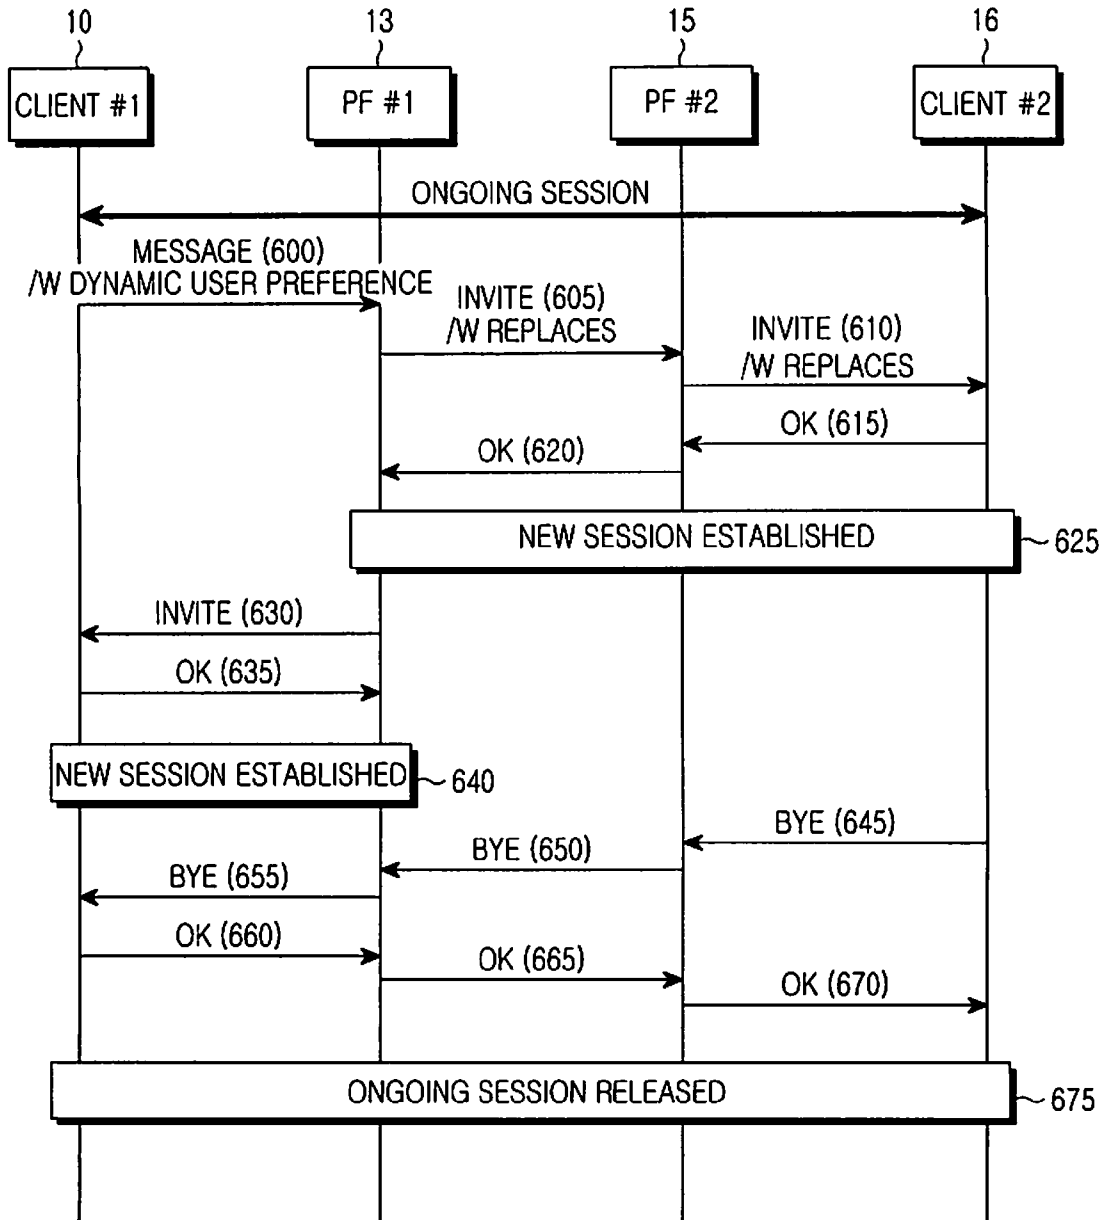 10
13
15
16
CLIENT #1
PF #1
PF #2
CLIENT #2
ONGOING SESSION
MESSAGE (600)
/W DYNAMIC USER PREFERENCE
INVITE (605)
/W REPLACES
INVITE (610)
/W REPLACES
OK (615)
OK (620)
NEW SESSION ESTABLISHED
625
INVITE (630)
OK (635)
NEW SESSION ESTABLISHED
640
BYE (645)
BYE (650)
BYE (655)
OK (660)
OK (665)
OK (670)
ONGOING SESSION RELEASED
675